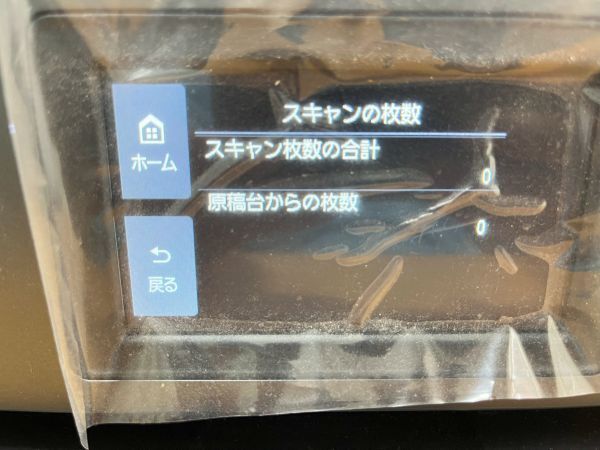 スキャンの枚数
ホーム
スキャン枚数の合計
0
原稿台からの枚数
0
戻る